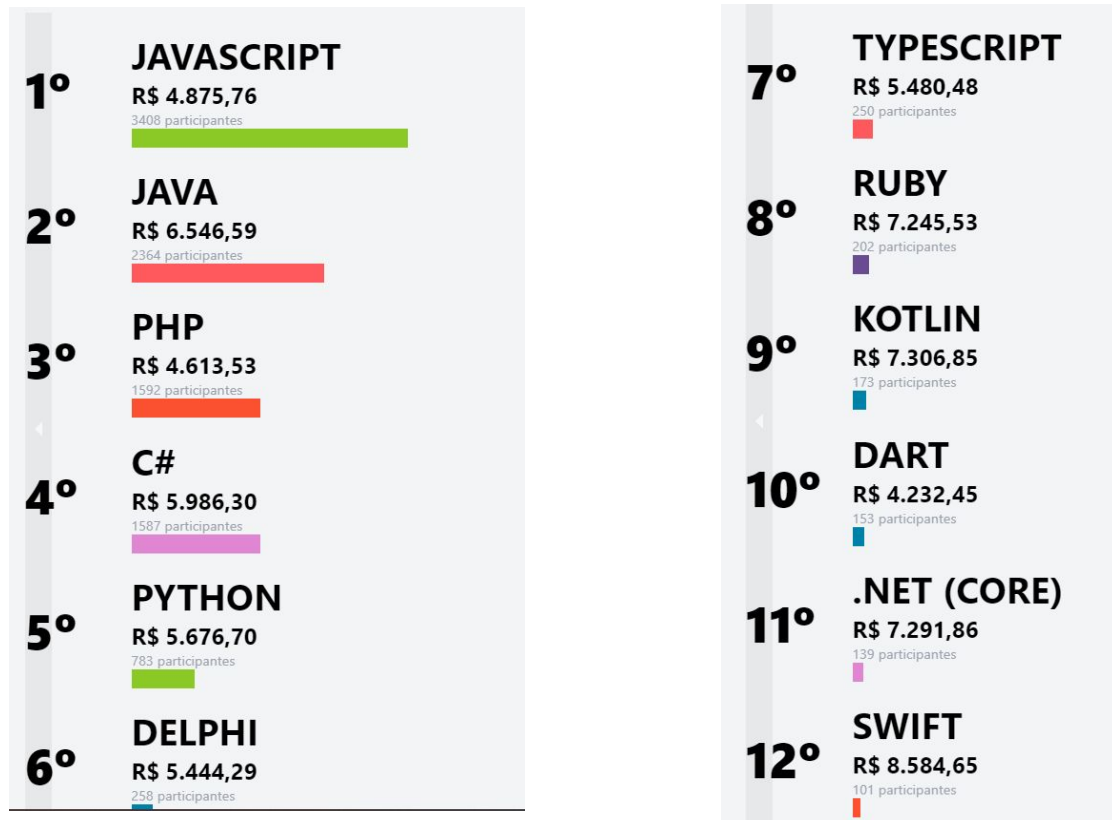 1º
JAVASCRIPT
R$ 4.875,76
3408 participantes
2º
JAVA
R$ 6.546,59
2364 participantes
3º
PHP
R$ 4.613,53
1592 participantes
4º
C#
R$ 5.986,30
1587 participantes
5º
PYTHON
R$ 5.676,70
783 participantes
6º
DELPHI
R$ 5.444,29
258 participantes
7º
TYPESCRIPT
R$ 5.480,48
250 participantes
8º
RUBY
R$ 7.245,53
202 participantes
9º
KOTLIN
R$ 7.306,85
173 participantes
10º
DART
R$ 4.232,45
153 participantes
11º
.NET (CORE)
R$ 7.291,86
139 participantes
12º
SWIFT
R$ 8.584,65
101 participantes